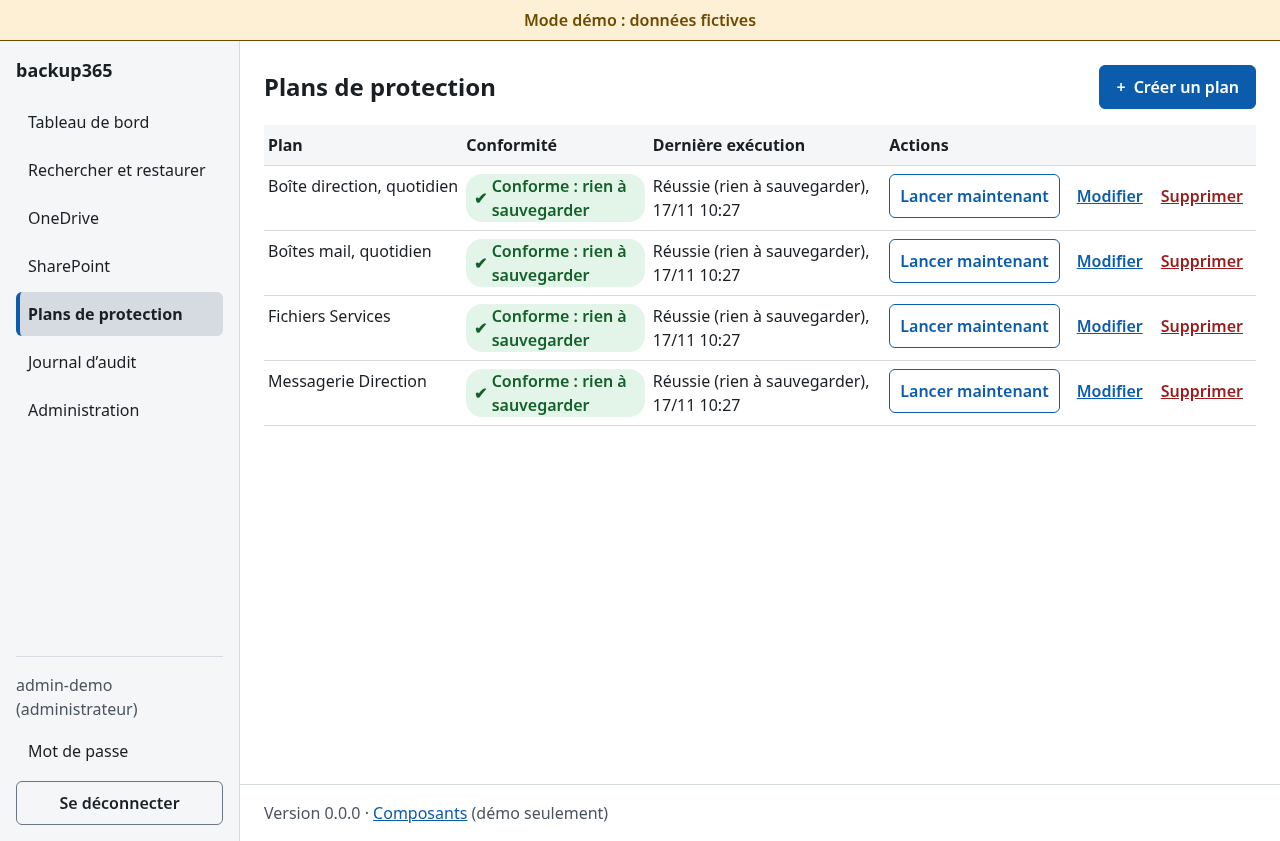 Mode démo : données fictives
backup365
Tableau de bord
Rechercher et restaurer
OneDrive
SharePoint
Plans de protection
Journal d’audit
Administration
admin-demo
(administrateur)
Mot de passe
Se déconnecter
Plans de protection
+ Créer un plan
Plan Conformité Dernière exécution Actions
Boîte direction, quotidien ✔ Conforme : rien à Réussie (rien à sauvegarder), Lancer maintenant Modifier Supprimer
sauvegarder 17/11 10:27
Boîtes mail, quotidien ✔ Conforme : rien à Réussie (rien à sauvegarder), Lancer maintenant Modifier Supprimer
sauvegarder 17/11 10:27
Fichiers Services ✔ Conforme : rien à Réussie (rien à sauvegarder), Lancer maintenant Modifier Supprimer
sauvegarder 17/11 10:27
Messagerie Direction ✔ Conforme : rien à Réussie (rien à sauvegarder), Lancer maintenant Modifier Supprimer
sauvegarder 17/11 10:27
Version 0.0.0 · Composants (démo seulement)